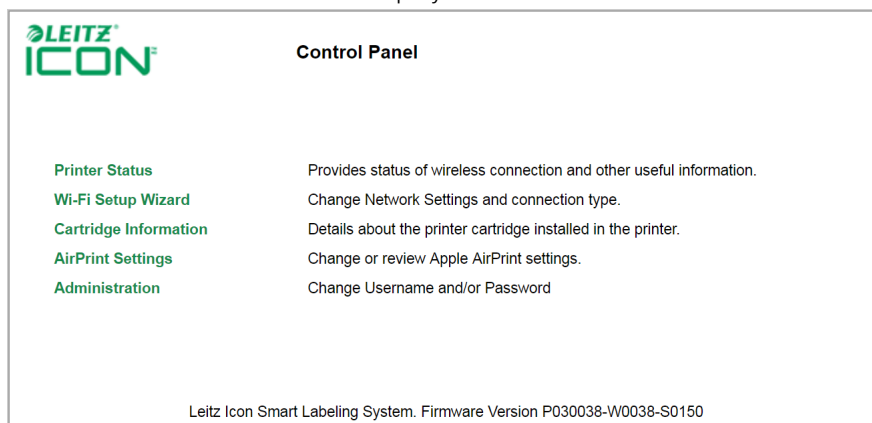 LEITZ
ICON
Control Panel
Printer Status Provides status of wireless connection and other useful information.
Wi-Fi Setup Wizard Change Network Settings and connection type.
Cartridge Information Details about the printer cartridge installed in the printer.
AirPrint Settings Change or review Apple AirPrint settings.
Administration Change Username and/or Password
Leitz Icon Smart Labeling System. Firmware Version P030038-W0038-S0150